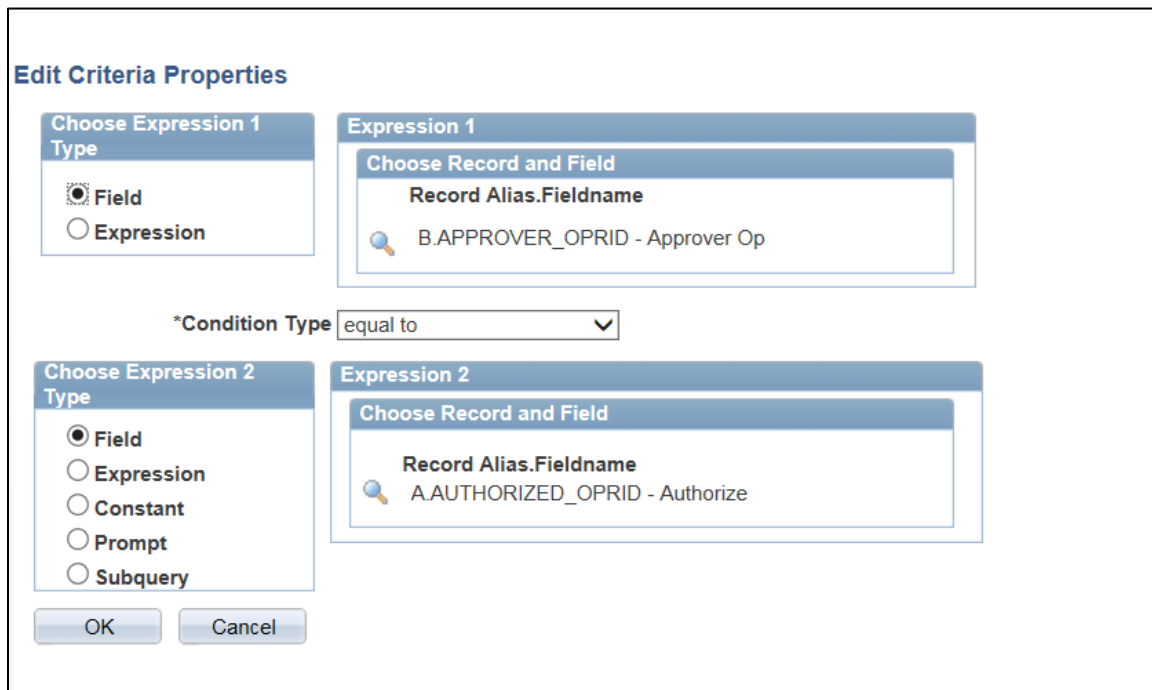 Edit Criteria Properties
Choose Expression 1
Type
Field
Expression
Expression 1
Choose Record and Field
Record Alias.Fieldname
B.APPROVER_OPRID - Approver Op
*Condition Type equal to
Choose Expression 2
Type
Field
Expression
Constant
Prompt
Subquery
Expression 2
Choose Record and Field
Record Alias.Fieldname
A.AUTHORIZED_OPRID - Authorize
OK Cancel